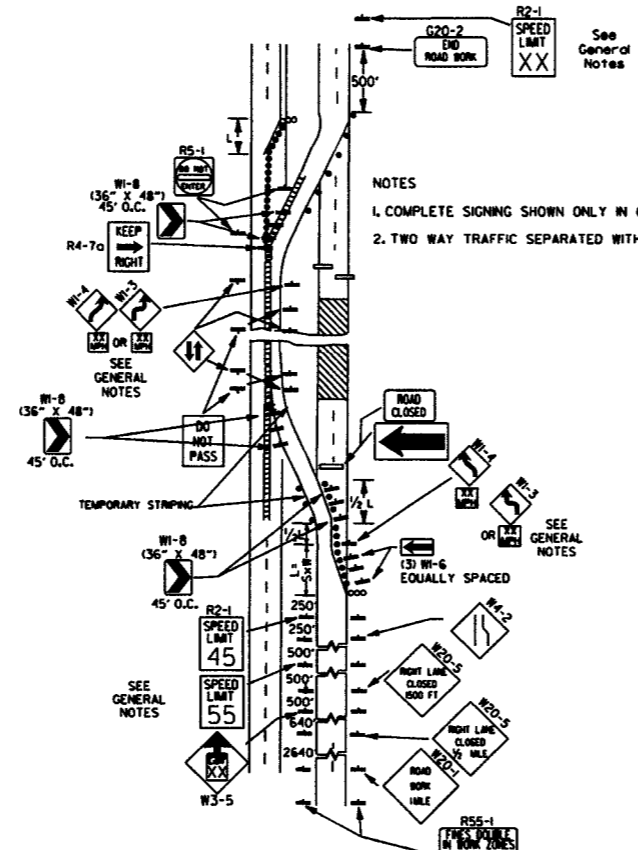 R2-1
SPEED
LIMIT
XX
See
General
Notes
G20-2
END
ROAD WORK
500'
L
R5-1
DO NOT
ENTER
W1-8
(36" X 48")
45' O.C.
KEEP
RIGHT
R4-7a
NOTES
1. COMPLETE SIGNING SHOWN ONLY IN
2. TWO WAY TRAFFIC SEPARATED WITH
W1-4
W1-3
XX
MPH
OR
XX
MPH
SEE
GENERAL
NOTES
W1-8
(36" X 48")
45' O.C.
DO
NOT
PASS
ROAD
CLOSED
TEMPORARY STRIPING
W1-4
XX
MPH
W1-3
OR
XX
MPH
SEE
GENERAL
NOTES
1/2 L
1/2 L
L=
SxW
W1-8
(36" X 48")
45' O.C.
(3) W1-6
EQUALLY SPACED
R2-1
SPEED
LIMIT
45
SPEED
LIMIT
55
SEE
GENERAL
NOTES
XX
W3-5
250'
250'
500'
500'
500'
640'
2640'
W4-2
W20-5
RIGHT LANE
CLOSED
1500 FT
W20-5
RIGHT LANE
CLOSED
1/2 MILE
W20-1
ROAD
WORK
1 MILE
R55-1
FINES DOUBLE
IN WORK ZONES